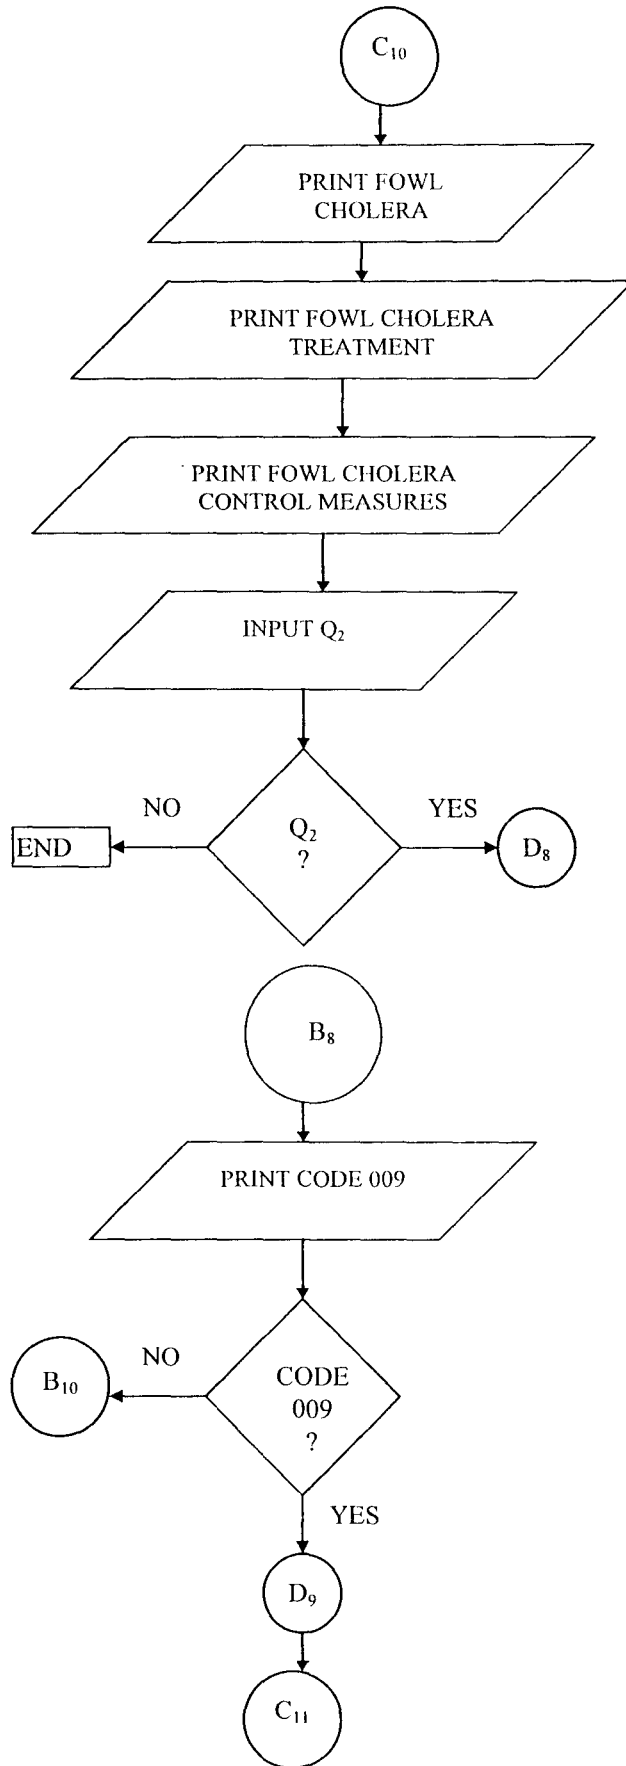 C₁₀
PRINT FOWL
CHOLERA
PRINT FOWL CHOLERA
TREATMENT
PRINT FOWL CHOLERA
CONTROL MEASURES
INPUT Q₂
NO
Q₂
?
YES
END
D₈
B₈
PRINT CODE 009
NO
B₁₀
CODE
009
?
YES
D₉
C₁₁